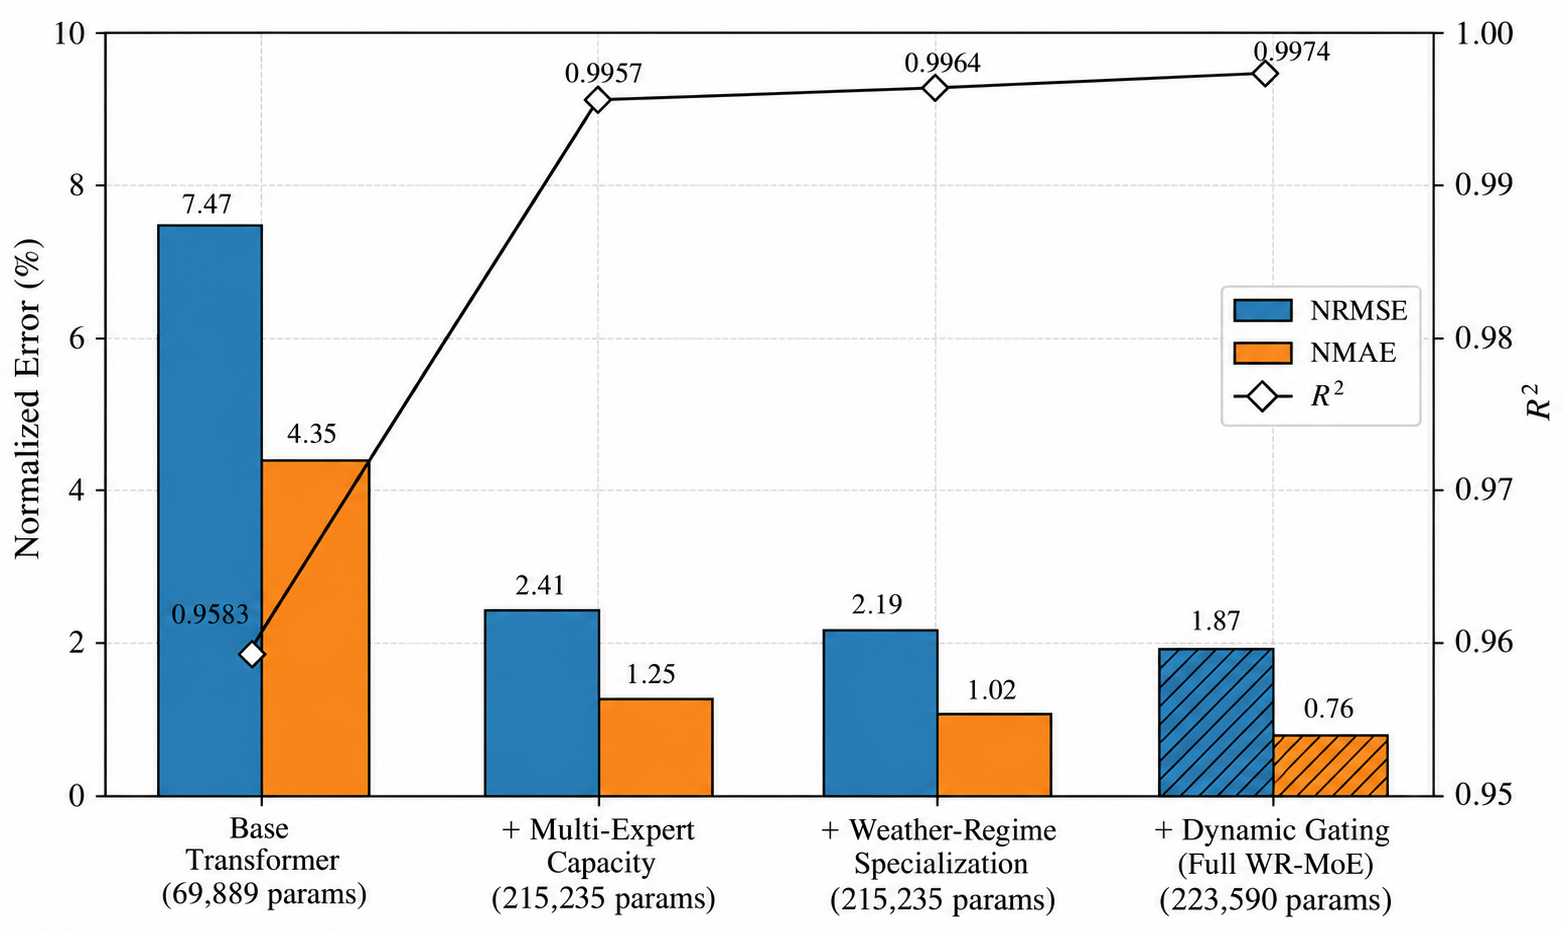 10
1.00
0.9957
0.9964
0.9974
8
0.99
7.47
NRMSE
NMAE
R²
6
0.98
Normalized Error (%)
R²
4.35
4
0.97
0.9583
2.41
2.19
1.87
2
0.96
1.25
1.02
0.76
0
0.95
Base
Transformer
(69,889 params)
+ Multi-Expert
Capacity
(215,235 params)
+ Weather-Regime
Specialization
(215,235 params)
+ Dynamic Gating
(Full WR-MoE)
(223,590 params)